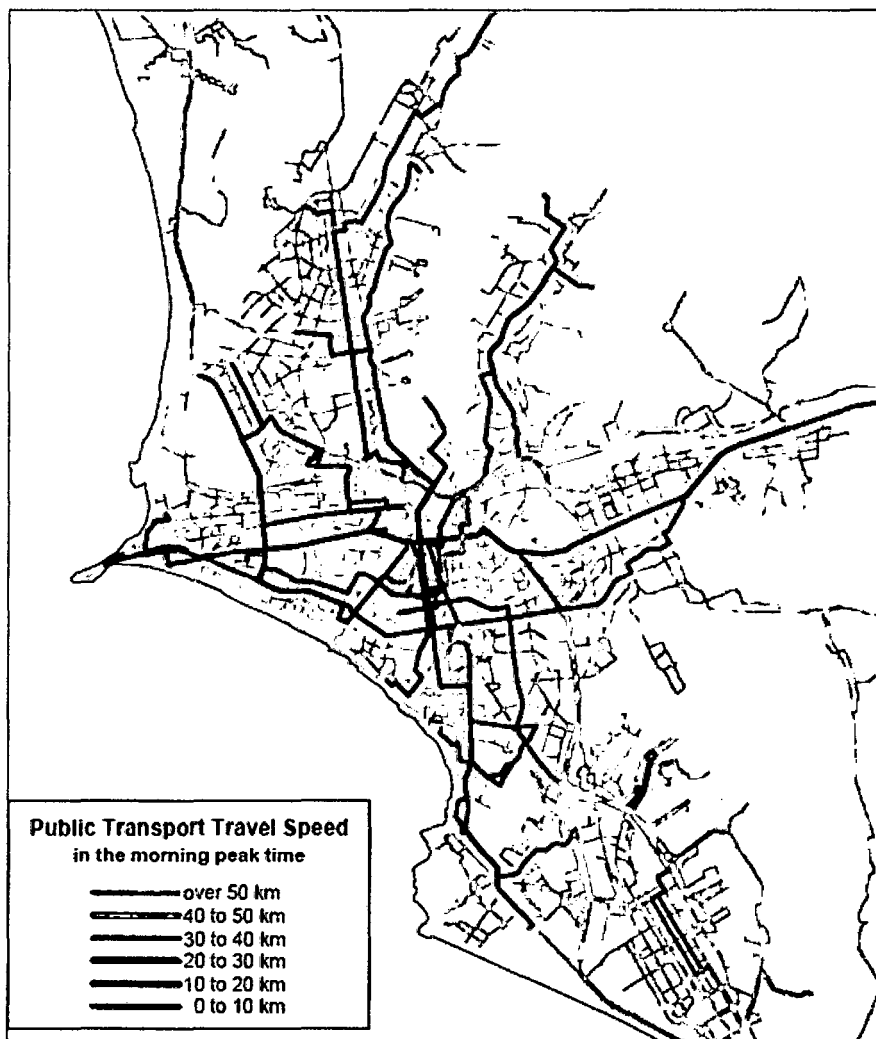 Public Transport Travel Speed
in the morning peak time
over 50 km
40 to 50 km
30 to 40 km
20 to 30 km
10 to 20 km
0 to 10 km